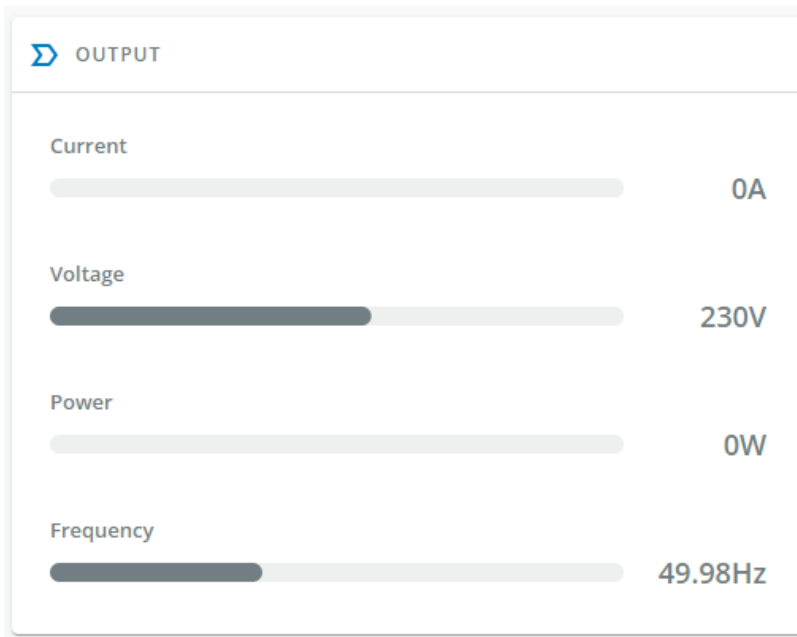 OUTPUT
Current
0A
Voltage
230V
Power
0W
Frequency
49.98Hz